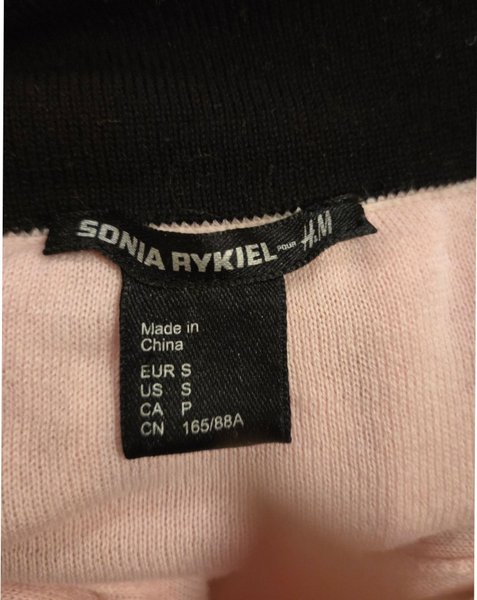 SONIA RYKIEL POUR H.M
Made in
China
EUR S
US S
CA P
CN 165/88A